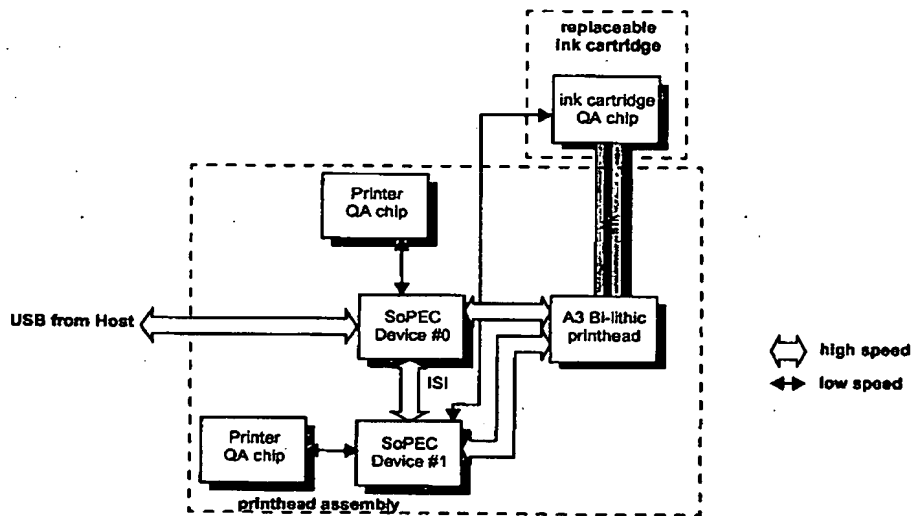 replaceable
ink cartridge
ink cartridge
QA chip
Printer
QA chip
USB from Host
SoPEC
Device #0
A3 Bi-lithic
printhead
high speed
low speed
ISI
Printer
QA chip
SoPEC
Device #1
printhead assembly